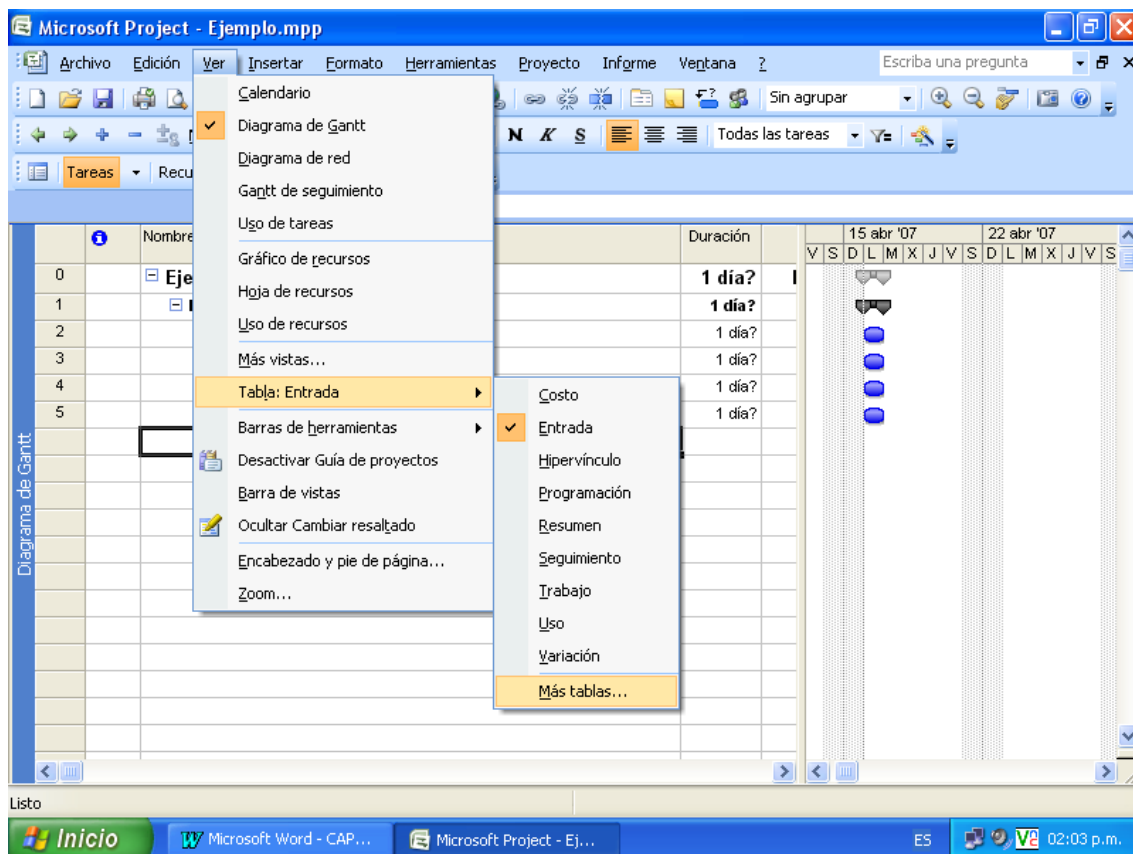 Microsoft Project - Ejemplo.mpp
Archivo Edición Ver Insertar Formato Herramientas Proyecto Informe Ventana ? Escriba una pregunta
Sin agrupar
N K S Todas las tareas
Tareas Recu
Calendario
Diagrama de Gantt
Diagrama de red
Gantt de seguimiento
Uso de tareas
Gráfico de recursos
Hoja de recursos
Uso de recursos
Más vistas...
Tabla: Entrada
Barras de herramientas
Desactivar Guía de proyectos
Barra de vistas
Ocultar Cambiar resaltado
Encabezado y pie de página...
Zoom...
Costo
Entrada
Hipervínculo
Programación
Resumen
Seguimiento
Trabajo
Uso
Variación
Más tablas...
Nombre Duración 15 abr '07 22 abr '07
V S D L M X J V S D L M X J V S
0 Eje 1 día?
1 1 día?
2 1 día?
3 1 día?
4 1 día?
5 1 día?
Diagrama de Gantt
Listo
Inicio Microsoft Word - CAP... Microsoft Project - Ej... ES 02:03 p.m.